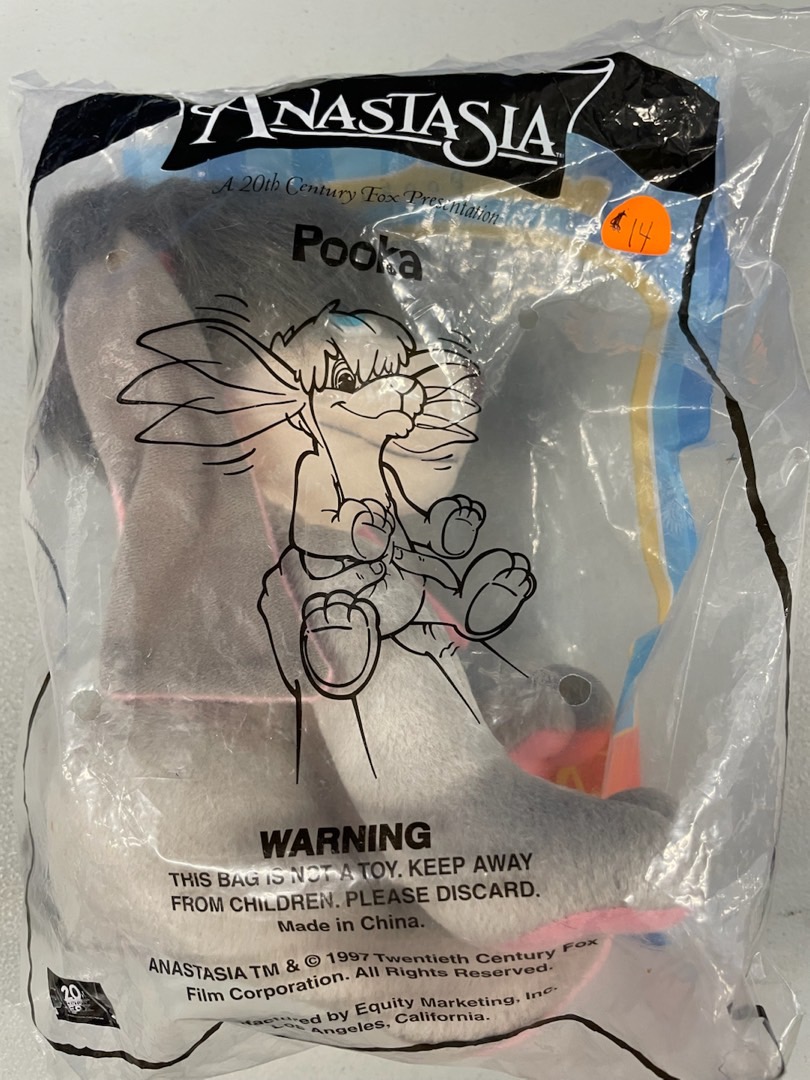 ANASTASIA™
A 20th Century Fox Presentation
$14
Pooka
WARNING
THIS BAG IS NOT A TOY. KEEP AWAY
FROM CHILDREN. PLEASE DISCARD.
Made in China.
ANASTASIA TM & © 1997 Twentieth Century Fox
Film Corporation. All Rights Reserved.
by Equity Marketing, Inc.
Los Angeles, California.
20